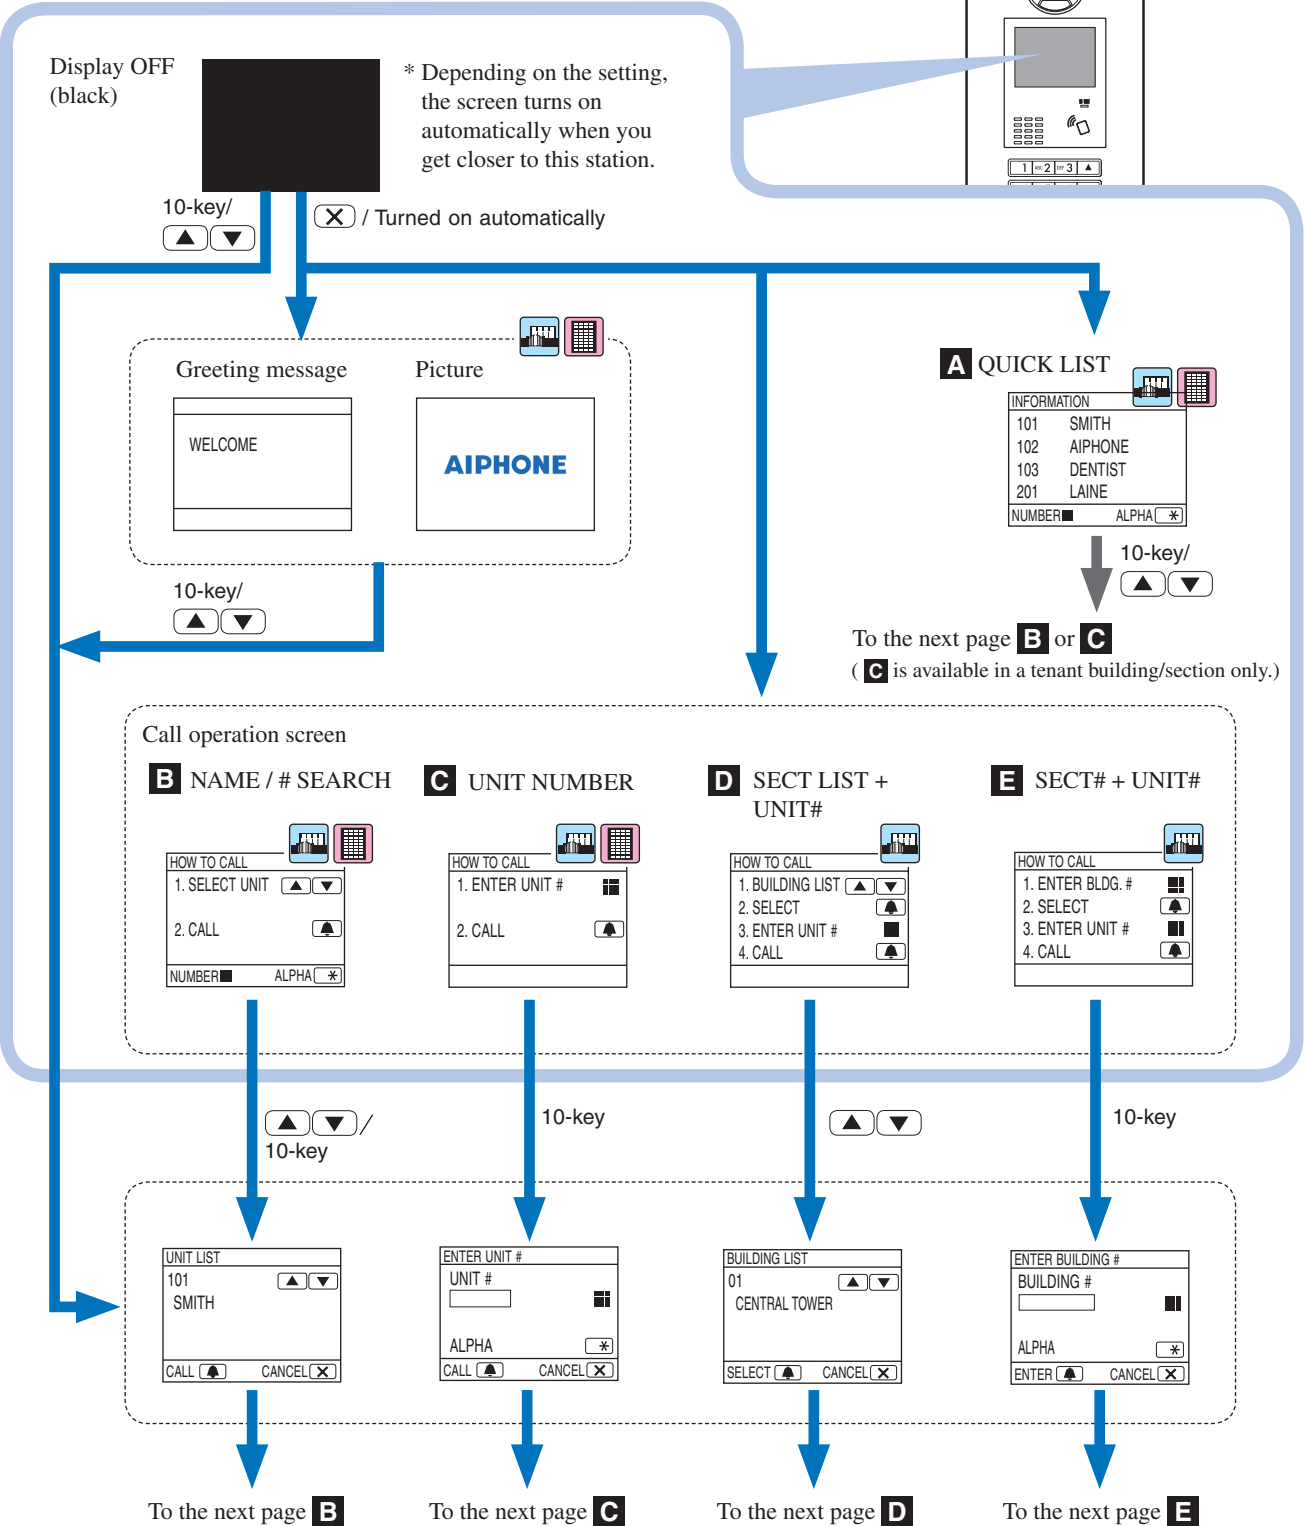 Display OFF
(black)
* Depending on the setting,
the screen turns on
automatically when you
get closer to this station.
1 ABC 2 DEF 3 ▲
10-key/
▲ ▼
✕ / Turned on automatically
Greeting message
Picture
WELCOME
AIPHONE
A QUICK LIST
INFORMATION
101 SMITH
102 AIPHONE
103 DENTIST
201 LAINE
NUMBER■ ALPHA *
10-key/
▲ ▼
10-key/
▲ ▼
To the next page B or C
( C is available in a tenant building/section only.)
Call operation screen
B NAME / # SEARCH
HOW TO CALL
1. SELECT UNIT ▲ ▼
2. CALL
NUMBER■ ALPHA *
C UNIT NUMBER
HOW TO CALL
1. ENTER UNIT #
2. CALL
D SECT LIST +
UNIT#
HOW TO CALL
1. BUILDING LIST ▲ ▼
2. SELECT
3. ENTER UNIT #
4. CALL
E SECT# + UNIT#
HOW TO CALL
1. ENTER BLDG. #
2. SELECT
3. ENTER UNIT #
4. CALL
▲ ▼ /
10-key
10-key
▲ ▼
10-key
UNIT LIST
101 ▲ ▼
SMITH
CALL CANCEL ✕
ENTER UNIT #
UNIT #
ALPHA *
CALL CANCEL ✕
BUILDING LIST
01 ▲ ▼
CENTRAL TOWER
SELECT CANCEL ✕
ENTER BUILDING #
BUILDING #
ALPHA *
ENTER CANCEL ✕
To the next page B
To the next page C
To the next page D
To the next page E